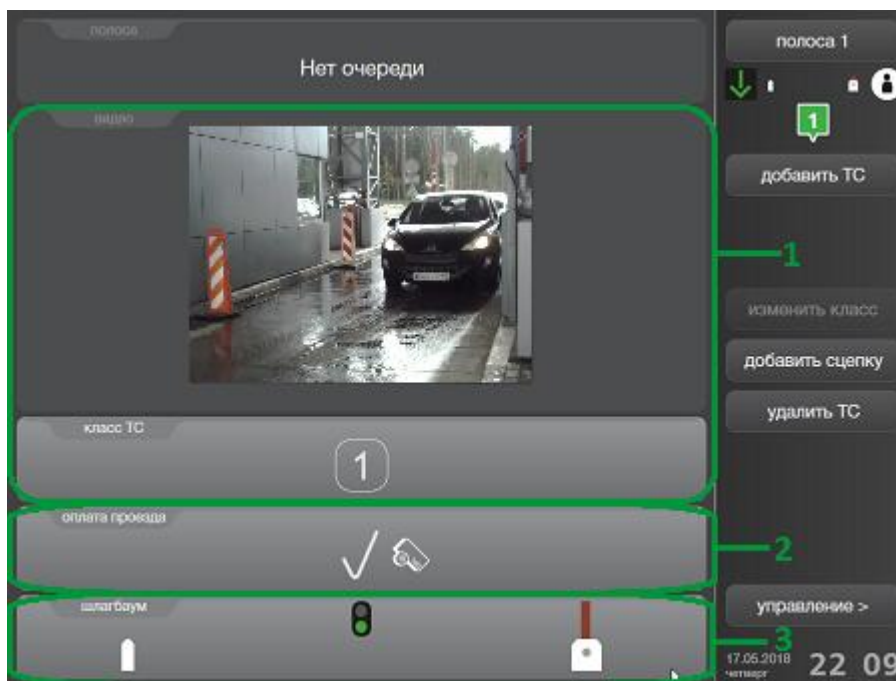 полоса
Нет очереди
видео
класс ТС
1
оплата проезда
шлагбаум
полоса 1
1
добавить ТС
1
изменить класс
добавить сцепку
удалить ТС
2
управление >
3
17.05.2018
четверг
22 09